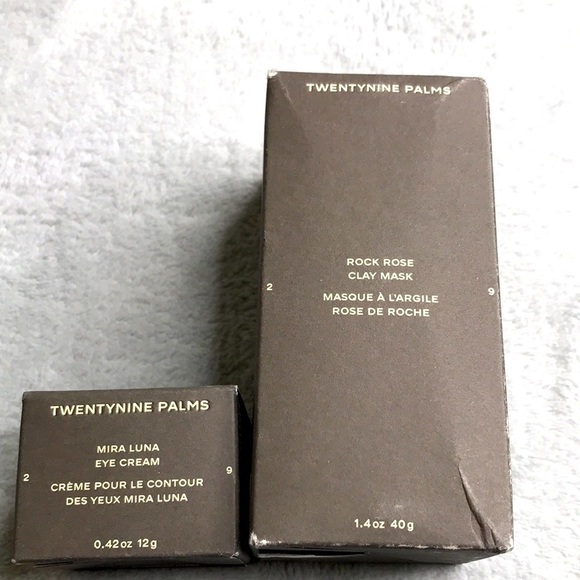 TWENTYNINE PALMS
ROCK ROSE
CLAY MASK
2 9
MASQUE À L'ARGILE
ROSE DE ROCHE
1.4oz 40g
TWENTYNINE PALMS
MIRA LUNA
EYE CREAM
2 9
CRÈME POUR LE CONTOUR
DES YEUX MIRA LUNA
0.42oz 12g